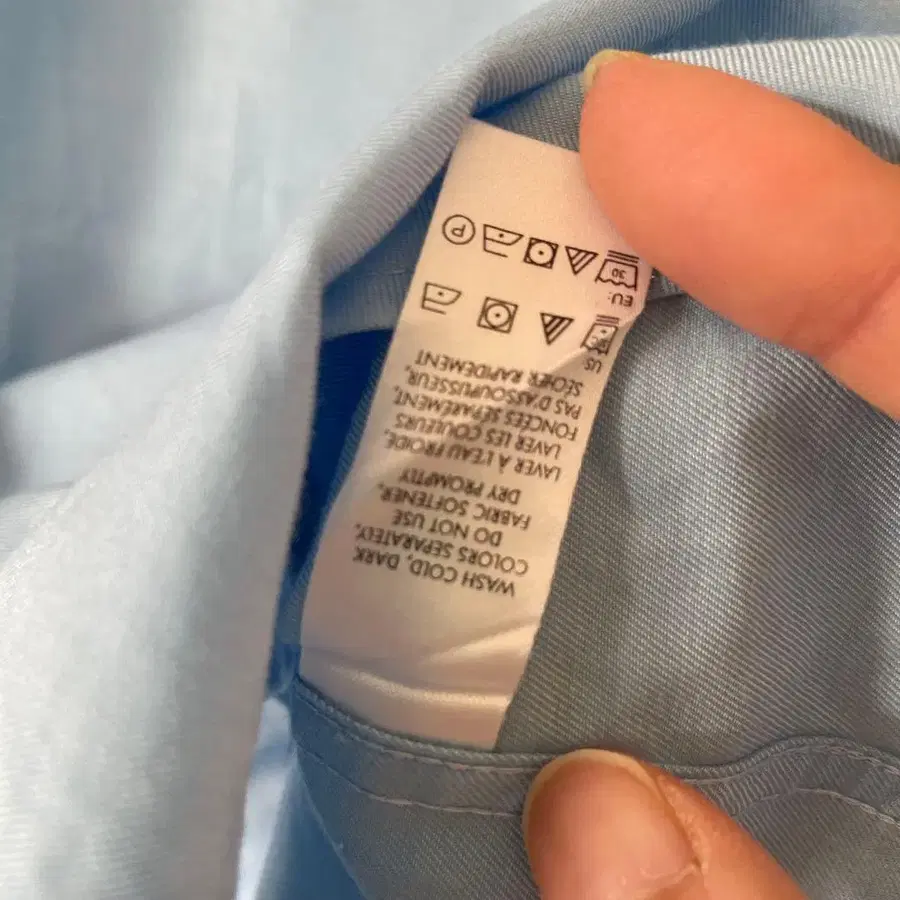 WASH COLD, DARK
COLORS SEPARATELY,
DO NOT USE
FABRIC SOFTENER,
DRY PROMPTLY
LAVER À L'EAU FROIDE,
LAVER LES COULEURS
FONCÉES SÉPARÉMENT,
PAS D'ASSOUPLISSEUR,
SÉCHER RAPIDEMENT
US
EU:
30
P